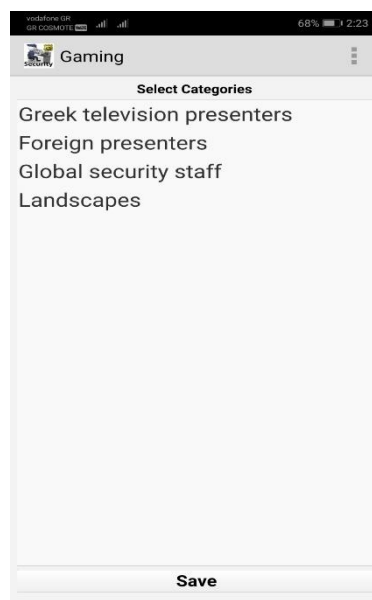 vodafone GR
GR COSMOTE
68% 2:23
Security
Gaming
Select Categories
Greek television presenters
Foreign presenters
Global security staff
Landscapes
Save